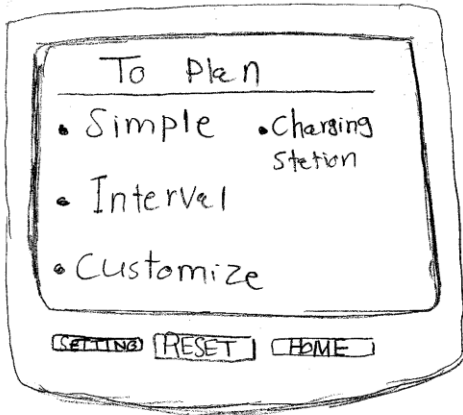 To Plan
• Simple
• Charging
Station
• Interval
• Customize
SETTING RESET HOME